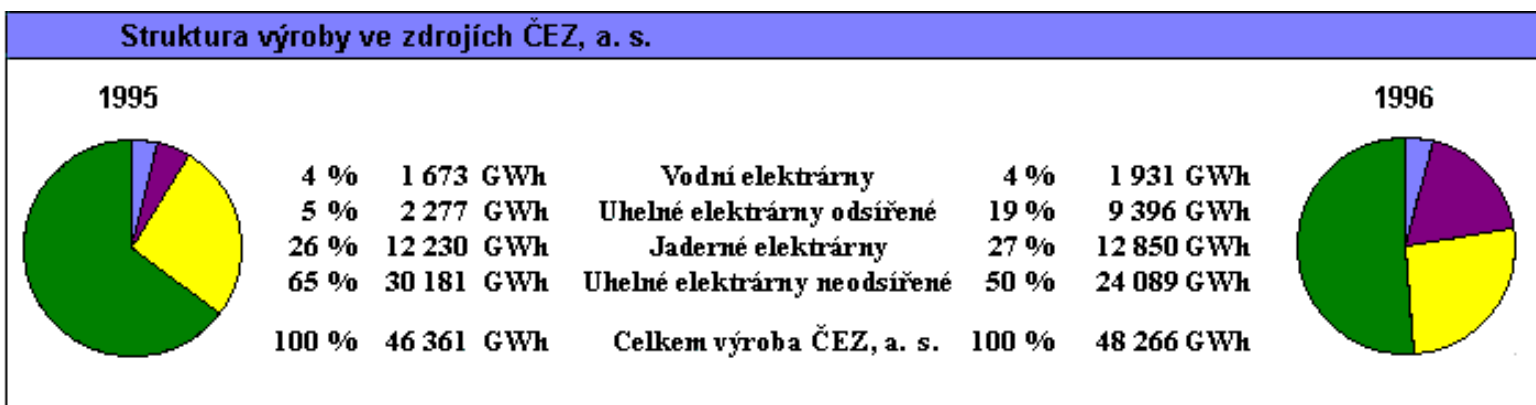 Struktura výroby ve zdrojích ČEZ, a. s.
1995 1996
4 % 1 673 GWh Vodní elektrárny 4 % 1 931 GWh
5 % 2 277 GWh Uhelné elektrárny odsířené 19 % 9 396 GWh
26 % 12 230 GWh Jaderné elektrárny 27 % 12 850 GWh
65 % 30 181 GWh Uhelné elektrárny neodsířené 50 % 24 089 GWh
100 % 46 361 GWh Celkem výroba ČEZ, a. s. 100 % 48 266 GWh